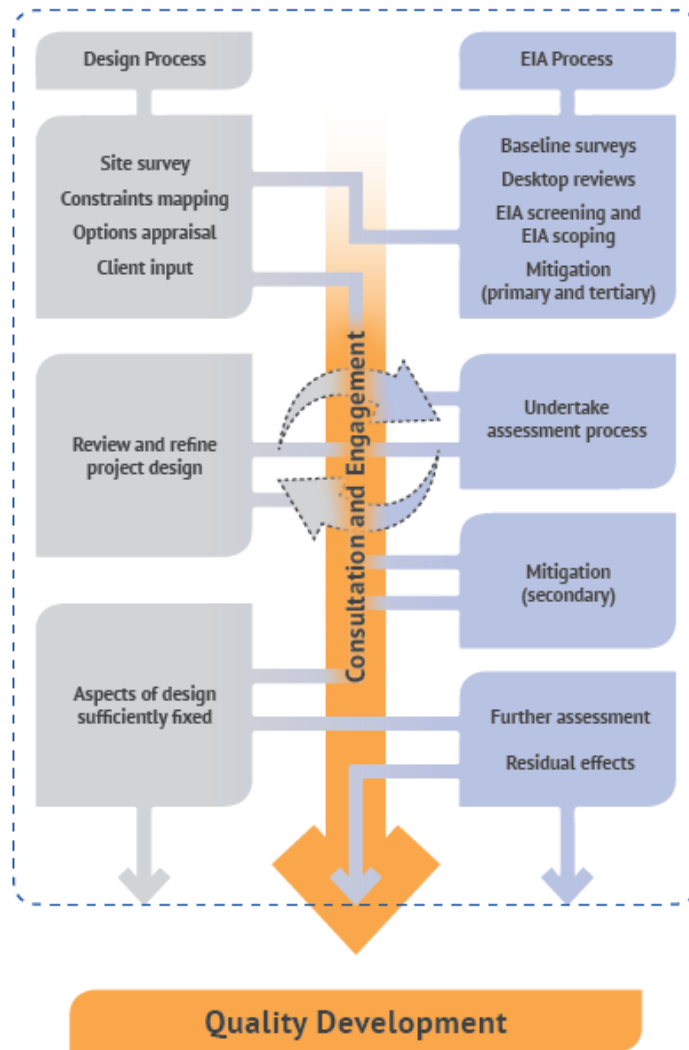 Design Process
EIA Process
Site survey
Constraints mapping
Options appraisal
Client input
Baseline surveys
Desktop reviews
EIA screening and
EIA scoping
Mitigation
(primary and tertiary)
Consultation and Engagement
Review and refine
project design
Undertake
assessment process
Mitigation
(secondary)
Aspects of design
sufficiently fixed
Further assessment
Residual effects
Quality Development